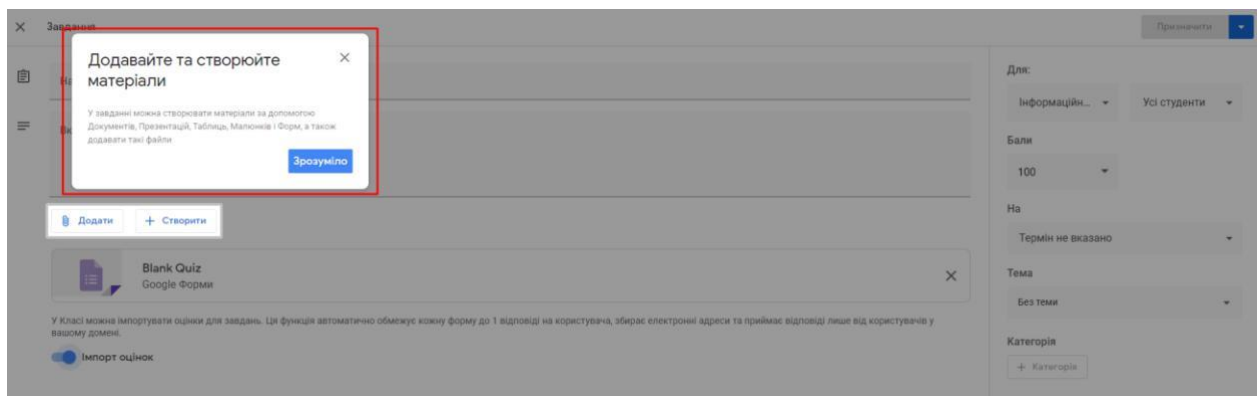 Завдання
Призначити
Додавайте та створюйте
матеріали
У завданні можна створювати матеріали за допомогою
Документів, Презентацій, Таблиць, Малюнків і Форм, а також
додавати такі файли
Зрозуміло
Додати
Створити
Blank Quiz
Google Форми
У Класі можна імпортувати оцінки для завдань. Ця функція автоматично обмежує кожну форму до 1 відповіді на користувача, збирає електронні адреси та приймає відповіді лише від користувачів у
вашому домені.
Імпорт оцінок
Для:
Інформаційн...
Усі студенти
Бали
100
На
Термін не вказано
Тема
Без теми
Категорія
+ Категорія